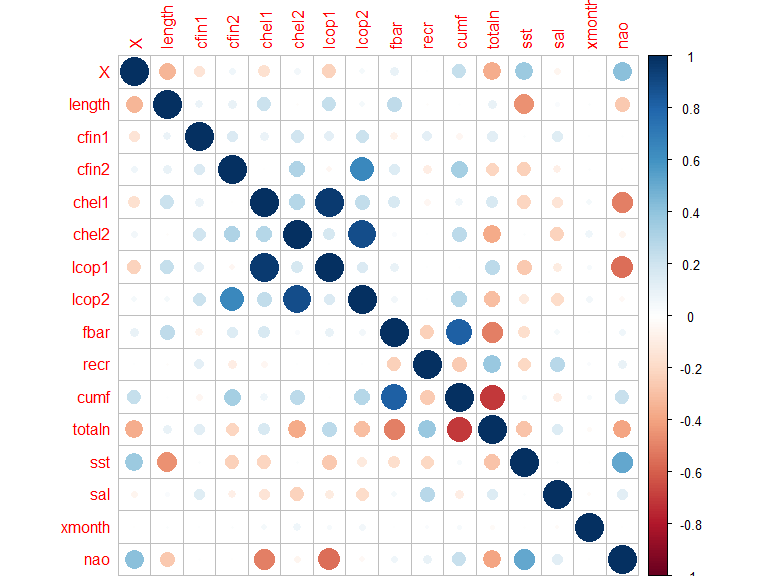 X length cfin1 cfin2 chel1 chel2 lcop1 lcop2 fbar recr cumf totaln sst sal xmonth nao
X
length
cfin1
cfin2
chel1
chel2
lcop1
lcop2
fbar
recr
cumf
totaln
sst
sal
xmonth
nao
1
0.8
0.6
0.4
0.2
0
-0.2
-0.4
-0.6
-0.8